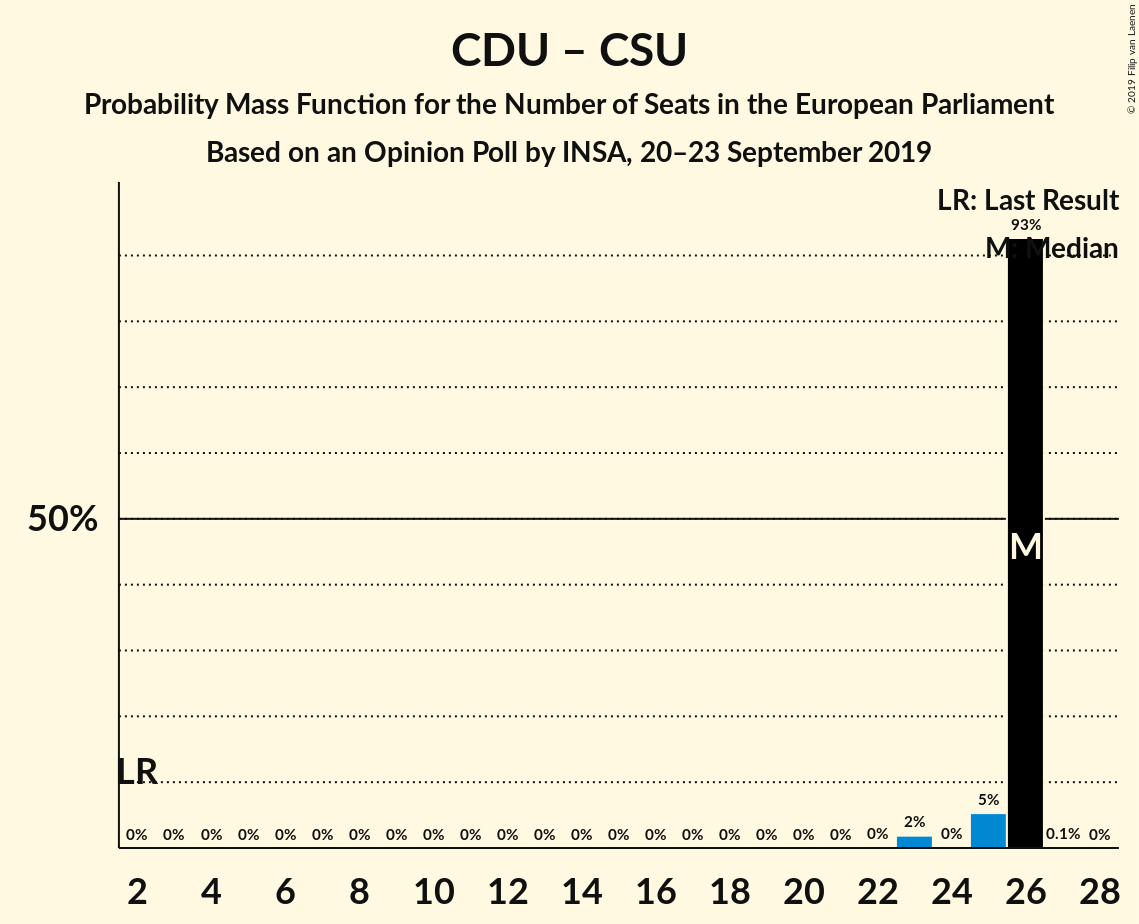 CDU – CSU
Probability Mass Function for the Number of Seats in the European Parliament
Based on an Opinion Poll by INSA, 20–23 September 2019
© 2019 Filip van Laenen
LR: Last Result
93%
M: Median
50%
M
LR
5%
2%
0% 0% 0% 0% 0% 0% 0% 0% 0% 0% 0% 0% 0% 0% 0% 0% 0% 0% 0% 0% 0% 0% 0.1% 0%
2 4 6 8 10 12 14 16 18 20 22 24 26 28